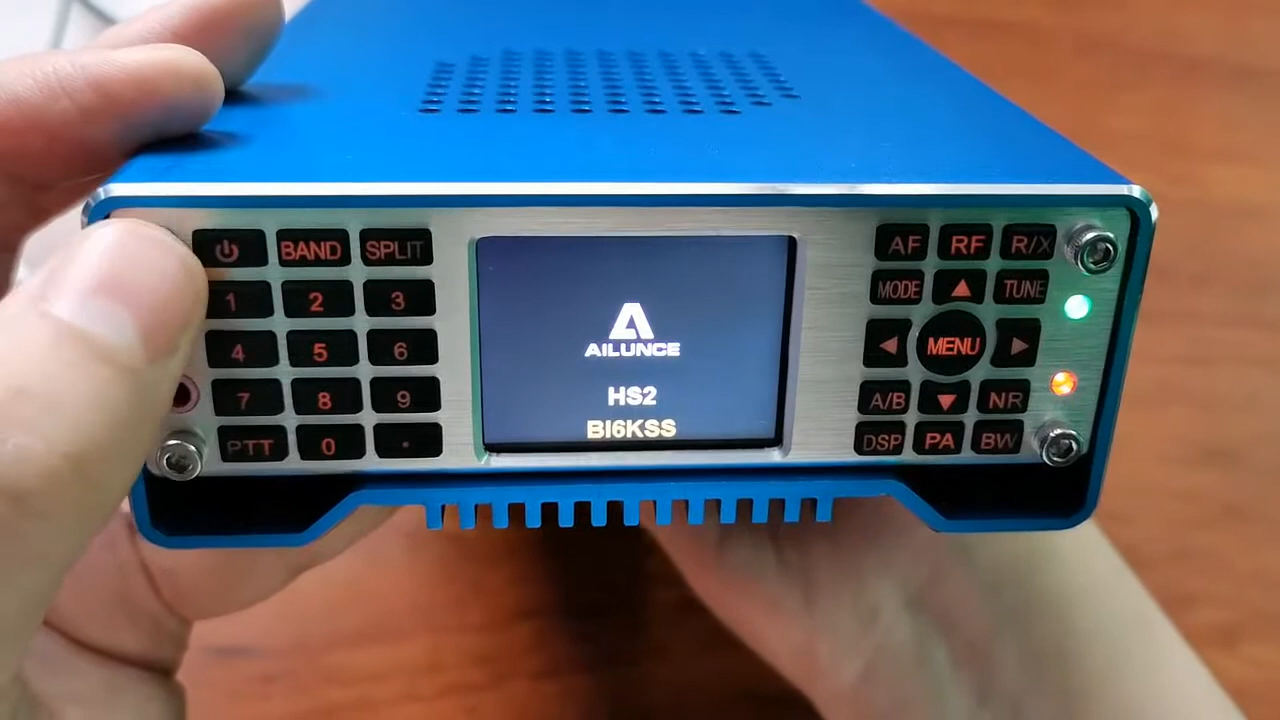 BAND SPLIT
1 2 3
4 5 6
7 8 9
PTT 0 .
AILUNCE
HS2
BI6KSS
AF RF R/X
MODE TUNE
MENU
A/B NR
DSP PA BW